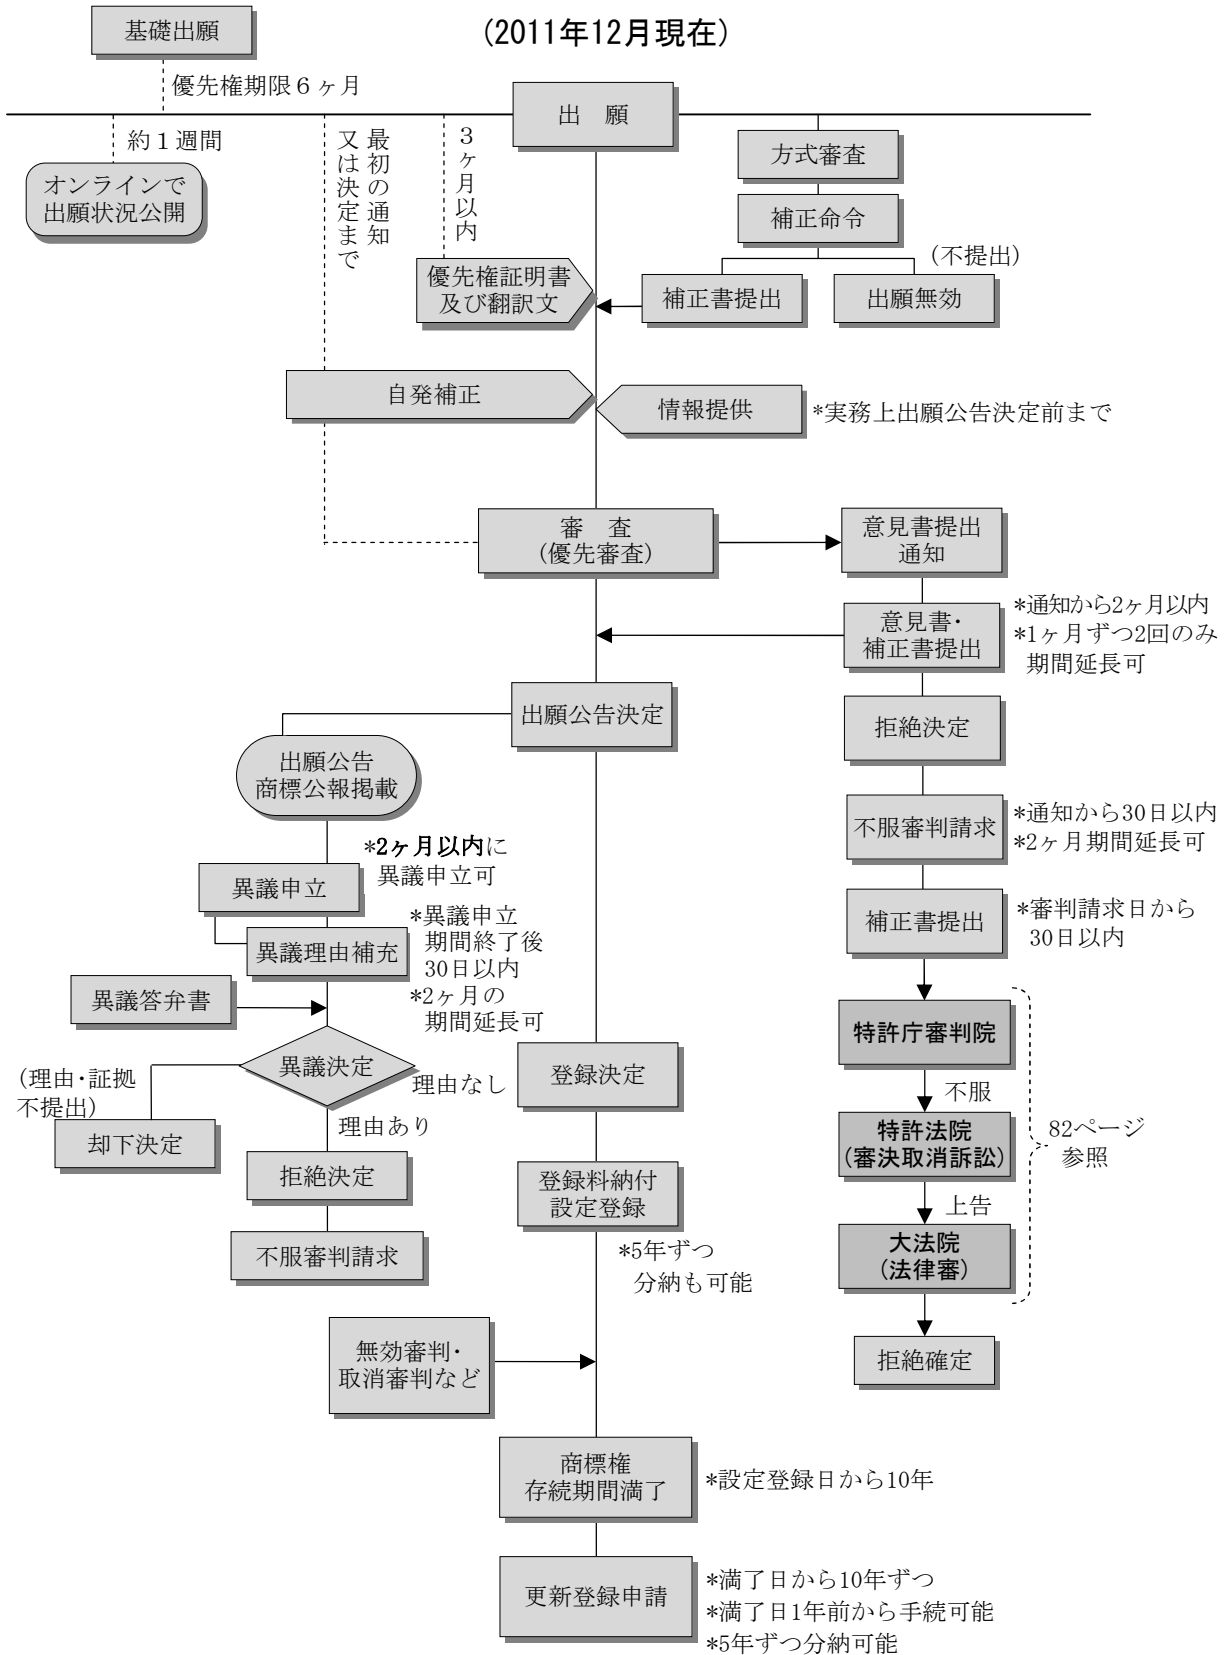 (2011年12月現在)
基礎出願
優先権期限６ヶ月
出　願
約１週間
オンラインで
出願状況公開
最初の通知
又は決定まで
３ヶ月以内
優先権証明書
及び翻訳文
方式審査
補正命令
(不提出)
補正書提出
出願無効
自発補正
情報提供
*実務上出願公告決定前まで
審　査
(優先審査)
意見書提出
通知
意見書・
補正書提出
*通知から2ヶ月以内
*1ヶ月ずつ2回のみ
期間延長可
出願公告決定
拒絶決定
出願公告
商標公報掲載
不服審判請求
*通知から30日以内
*2ヶ月期間延長可
*2ヶ月以内に
異議申立可
異議申立
補正書提出
*審判請求日から
30日以内
*異議申立
期間終了後
30日以内
*2ヶ月の
期間延長可
異議理由補充
異議答弁書
特許庁審判院
異議決定
理由なし
登録決定
(理由・証拠
不提出)
却下決定
理由あり
不服
特許法院
(審決取消訴訟)
82ページ
参照
拒絶決定
登録料納付
設定登録
上告
不服審判請求
*5年ずつ
分納も可能
大法院
(法律審)
無効審判・
取消審判など
拒絶確定
商標権
存続期間満了
*設定登録日から10年
更新登録申請
*満了日から10年ずつ
*満了日1年前から手続可能
*5年ずつ分納可能